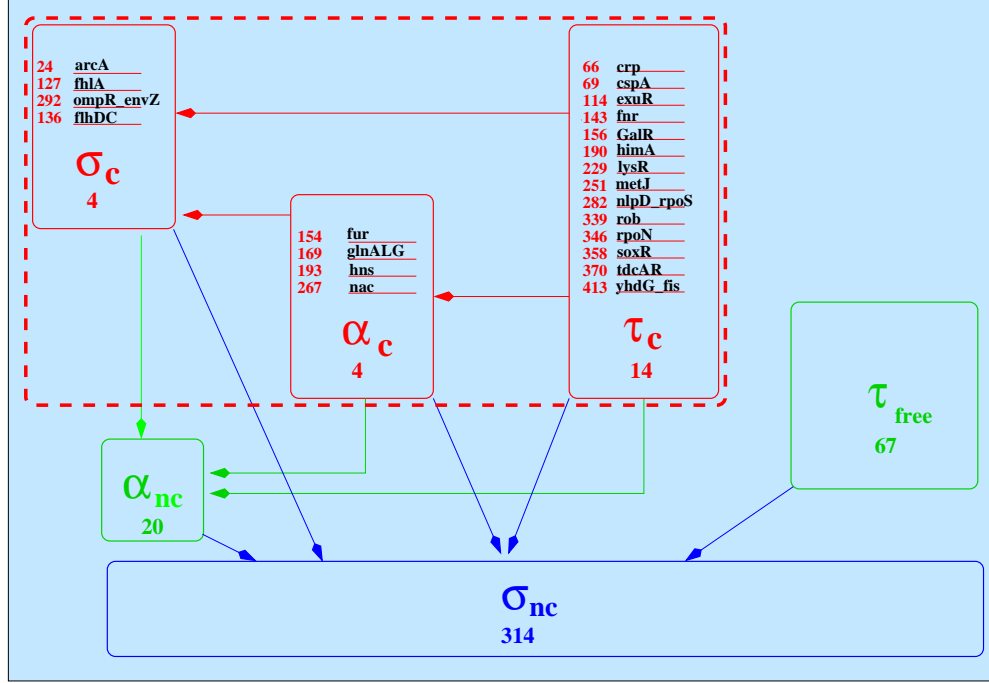 24 arcA
127 fhlA
292 ompR_envZ
136 flhDC
σc
4
154 fur
169 glnALG
193 hns
267 nac
αc
4
66 crp
69 cspA
114 exuR
143 fnr
156 GalR
190 himA
229 lysR
251 metJ
282 nlpD_rpoS
339 rob
346 rpoN
358 soxR
370 tdcAR
413 yhdG_fis
τc
14
τfree
67
αnc
20
σnc
314